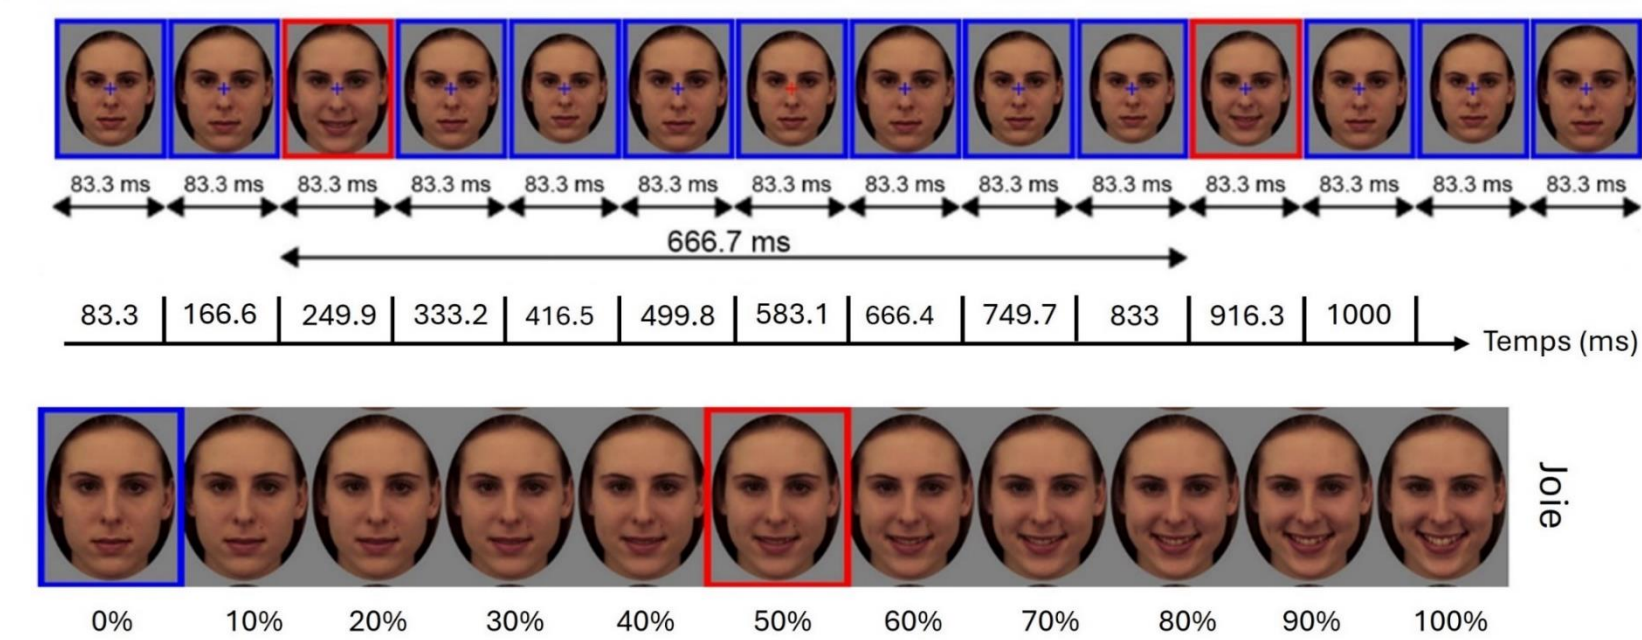 83.3 ms 83.3 ms 83.3 ms 83.3 ms 83.3 ms 83.3 ms 83.3 ms 83.3 ms 83.3 ms 83.3 ms 83.3 ms 83.3 ms 83.3 ms 83.3 ms
666.7 ms
83.3 166.6 249.9 333.2 416.5 499.8 583.1 666.4 749.7 833 916.3 1000
Temps (ms)
Joie
0% 10% 20% 30% 40% 50% 60% 70% 80% 90% 100%